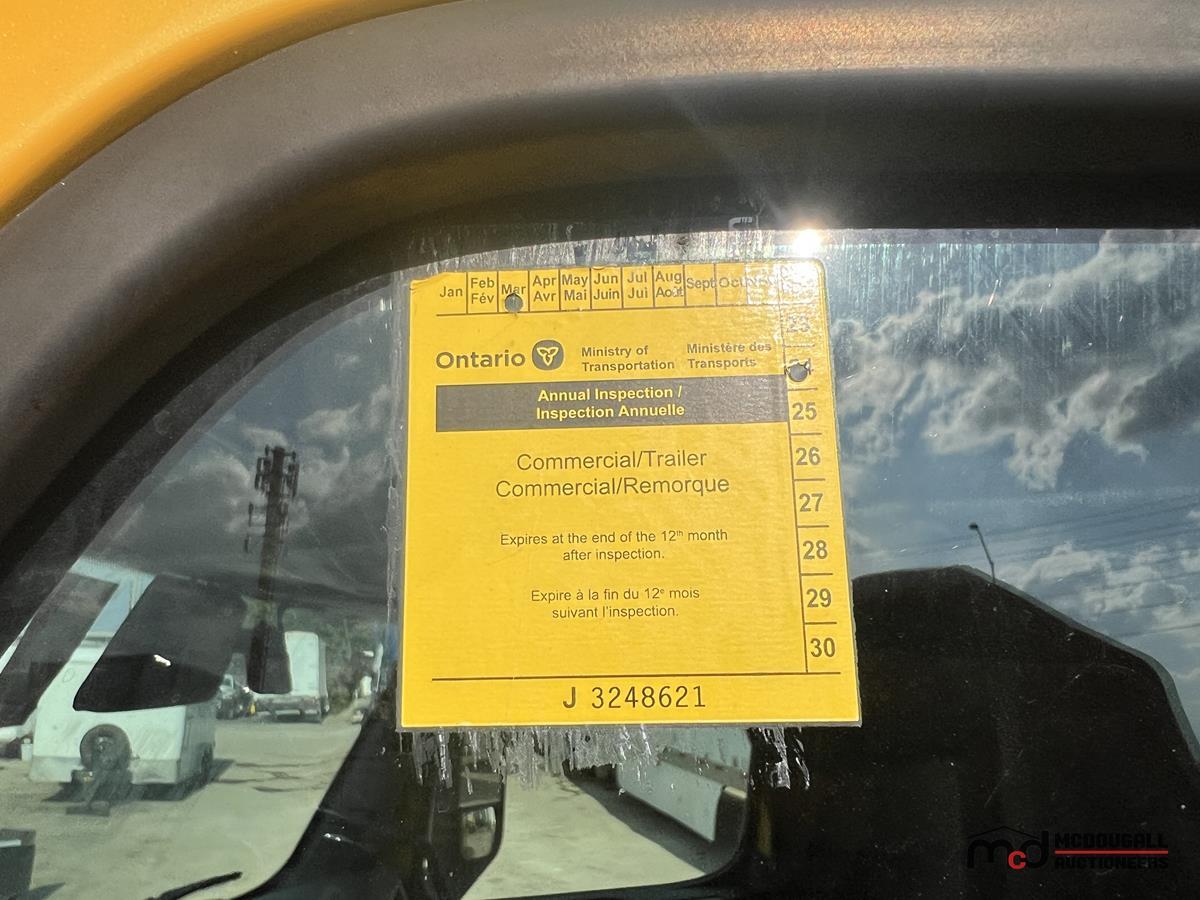 Jan Feb Mar Apr May Jun Jul Aug Sept Oct
Fév Avr Mai Juin Jui Août
23
Ontario Ministry of Ministère des
Transportation Transports
24
Annual Inspection /
Inspection Annuelle
25
Commercial/Trailer
26
Commercial/Remorque
27
Expires at the end of the 12th month
after inspection.
28
Expire à la fin du 12e mois
suivant l'inspection.
29
30
J 3248621
mcd MCDOUGALL
AUCTIONEERS